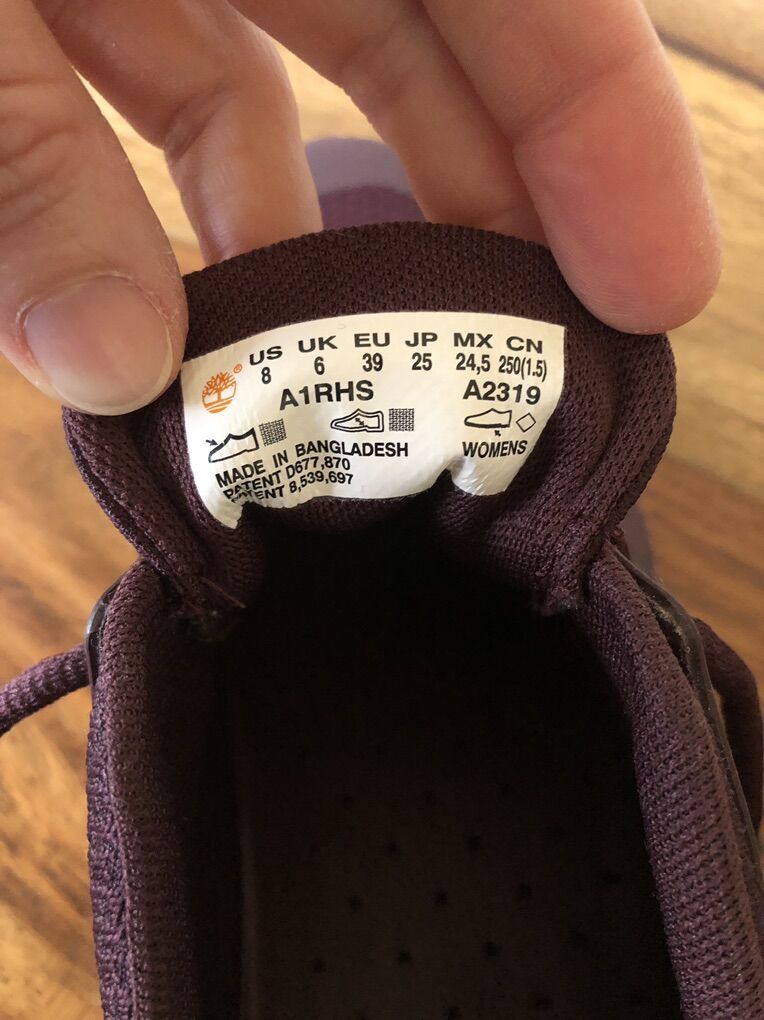 US UK EU JP MX CN
8 6 39 25 24,5 250(1.5)
A1RHS A2319
MADE IN BANGLADESH WOMENS
PATENT D677,870
PATENT 8,539,697
®